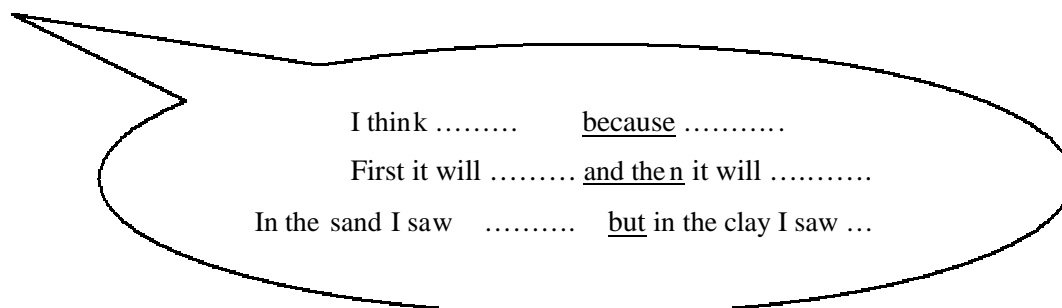 I think ......... because ...........
First it will ......... and then it will ...........
In the sand I saw .......... but in the clay I saw ...